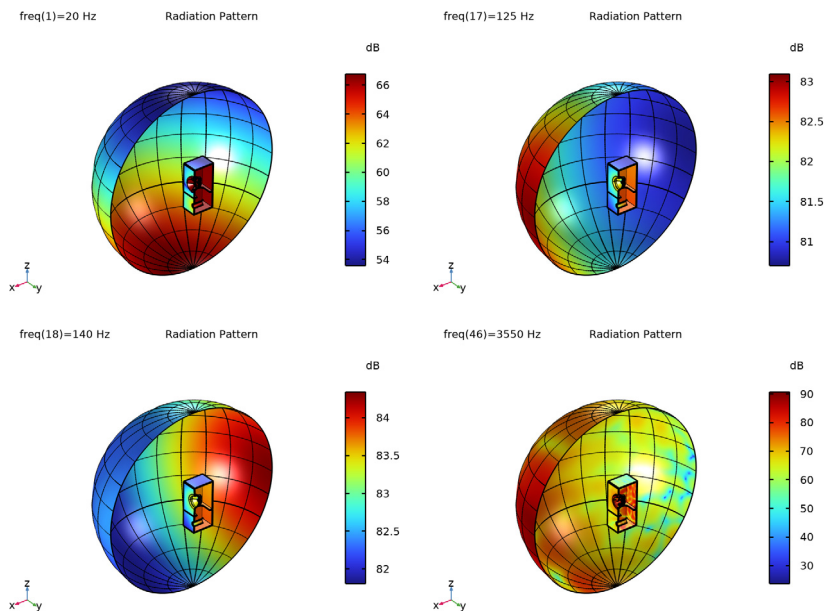 freq(1)=20 Hz Radiation Pattern
dB
66
64
62
60
58
56
54
z
x y
freq(17)=125 Hz Radiation Pattern
dB
83
82.5
82
81.5
81
z
x y
freq(18)=140 Hz Radiation Pattern
dB
84
83.5
83
82.5
82
z
x y
freq(46)=3550 Hz Radiation Pattern
dB
90
80
70
60
50
40
30
z
x y